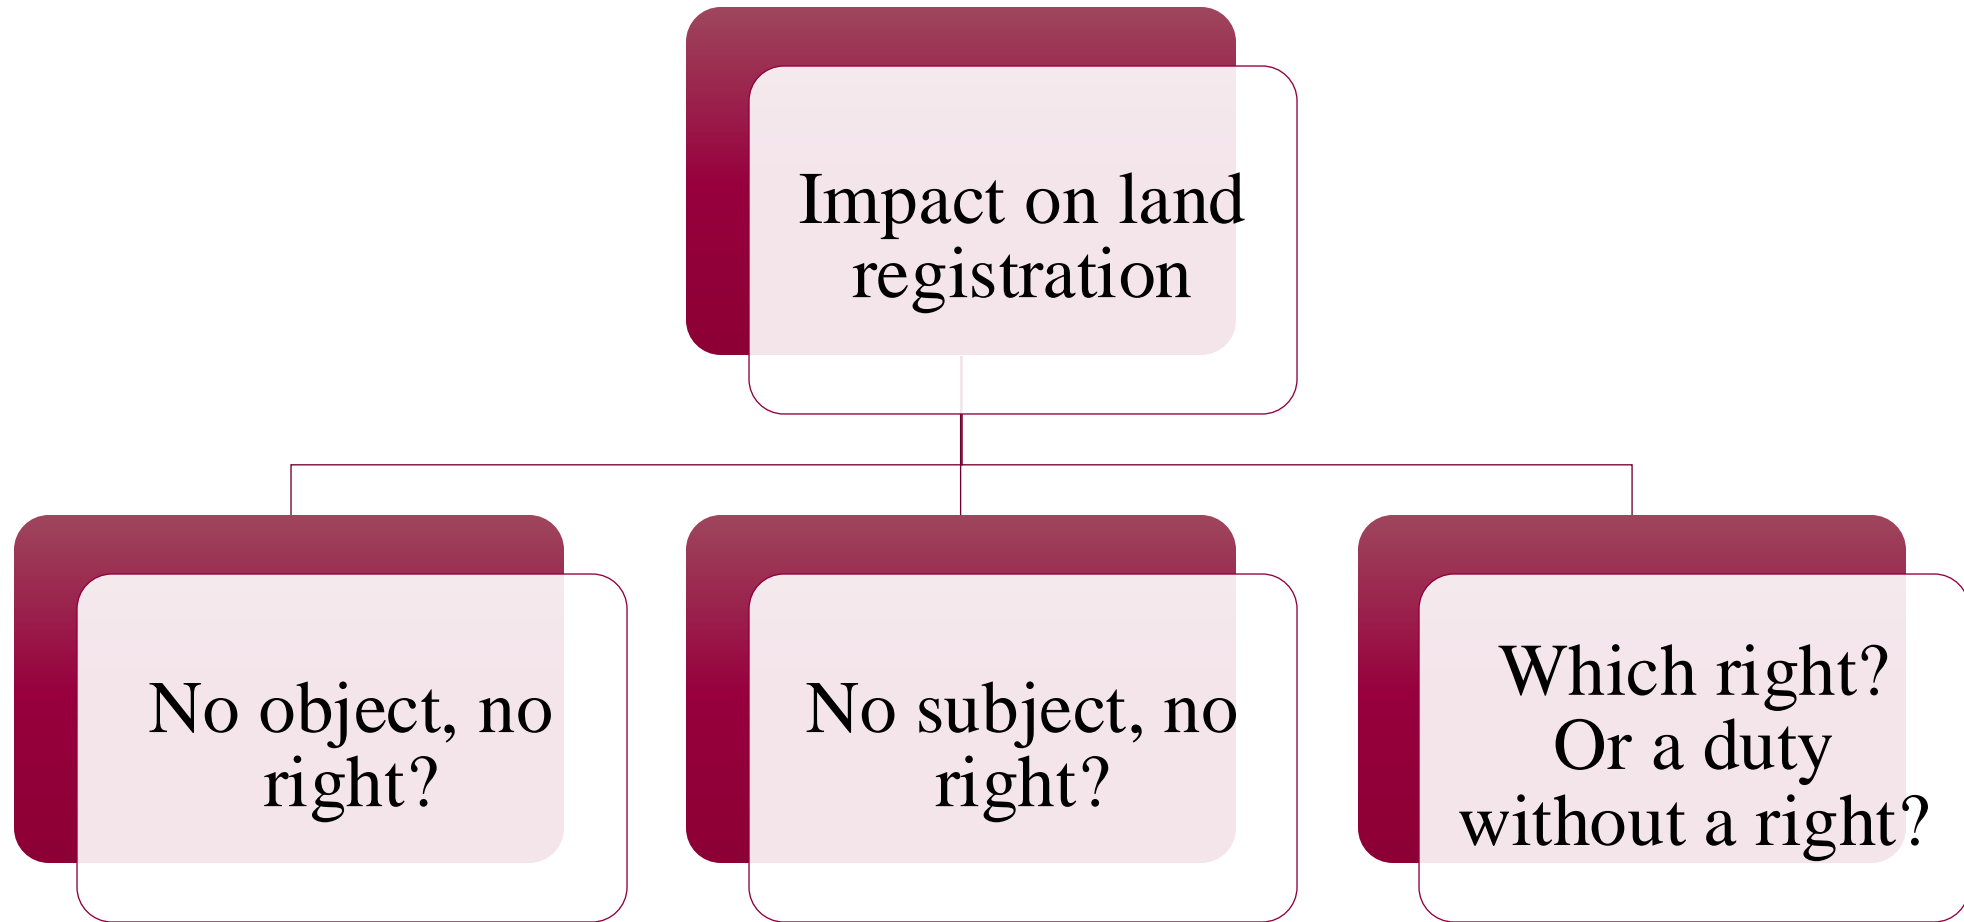 Impact on land
registration
No object, no
right?
No subject, no
right?
Which right?
Or a duty
without a right?